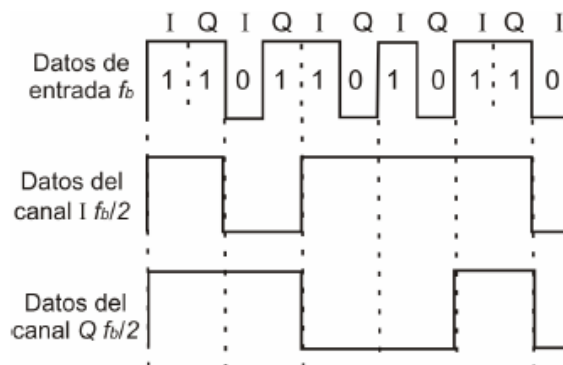 I Q I Q I Q I Q I Q I
Datos de
entrada fb
1 1 0 1 1 0 1 0 1 1 0
Datos del
canal I fb/2
Datos del
canal Q fb/2